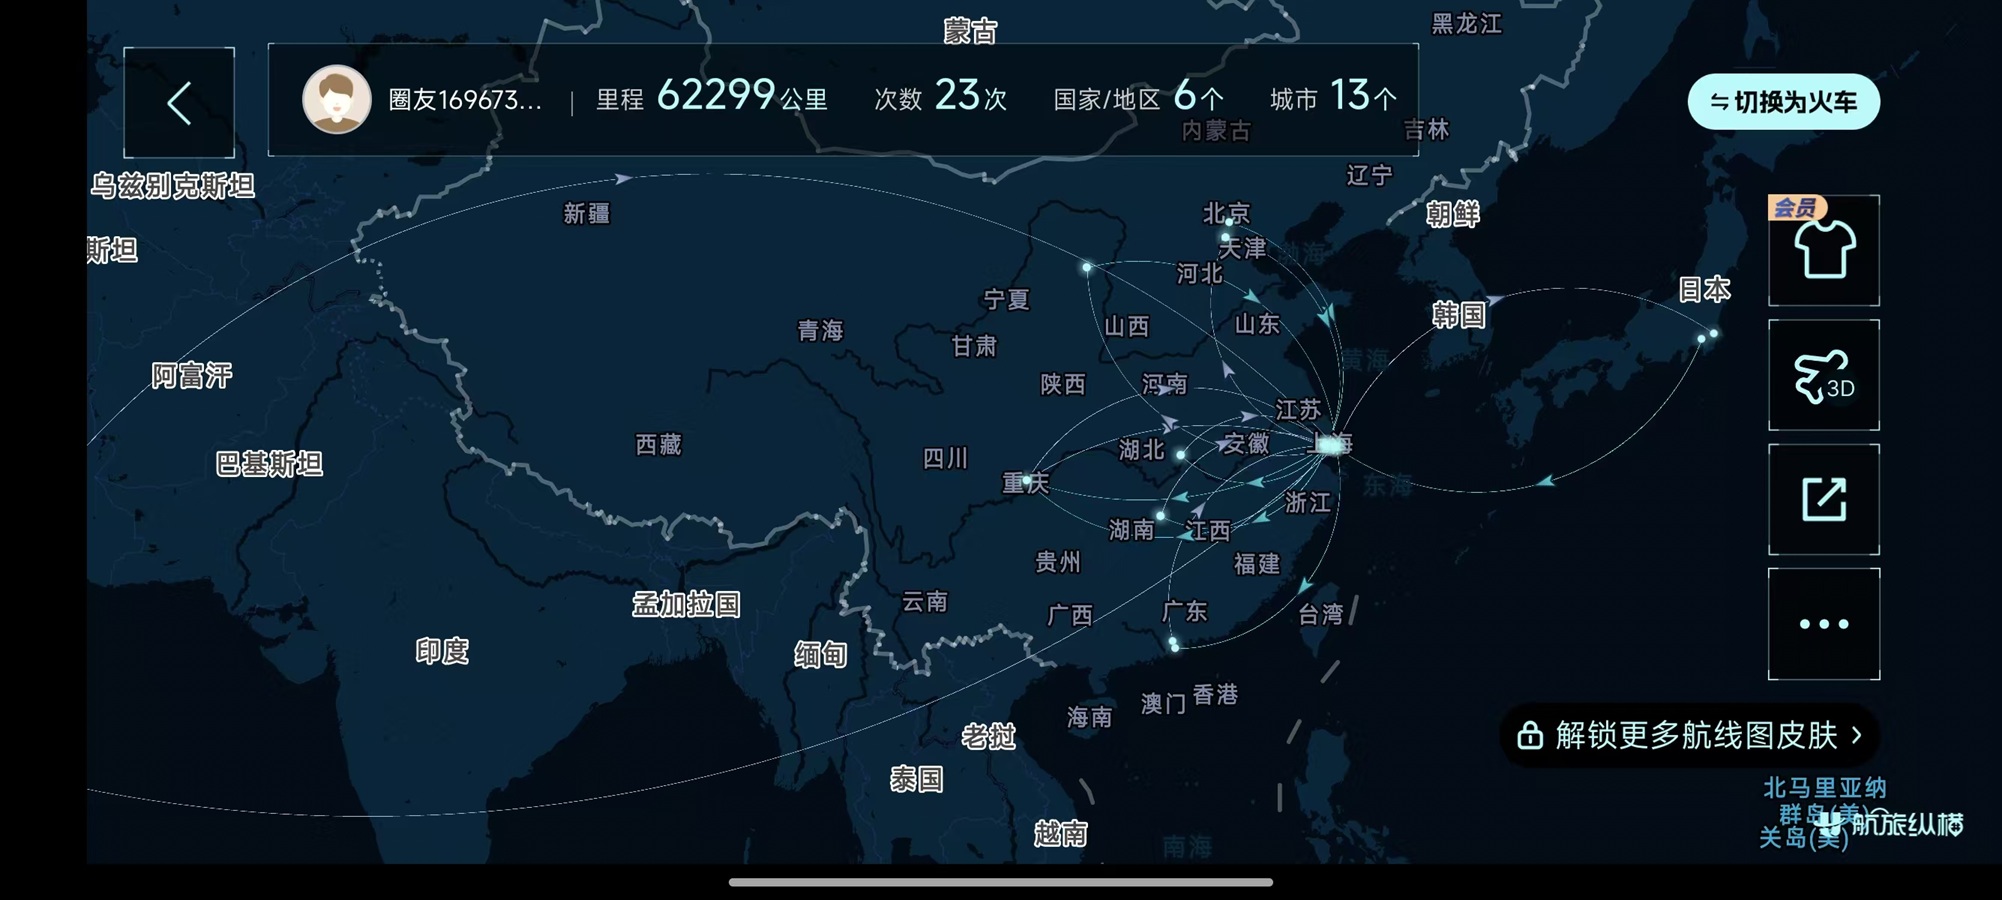 蒙古
黑龙江
圈友169673... | 里程 62299公里 次数 23次 国家/地区 6个 城市 13个
⇋切换为火车
内蒙古
吉林
辽宁
乌兹别克斯坦
新疆
北京
朝鲜
会员
斯坦
天津
渤海
河北
日本
宁夏
韩国
青海
山西
山东
甘肃
黄海
阿富汗
陕西
河南
3D
江苏
西藏
四川
湖北
安徽
上海
巴基斯坦
重庆
东海
浙江
湖南
江西
贵州
福建
孟加拉国
云南
广西
广东
台湾
印度
缅甸
澳门
香港
海南
老挝
解锁更多航线图皮肤 >
泰国
北马里亚纳
群岛(美)
关岛(美)
航旅纵横
越南
南海